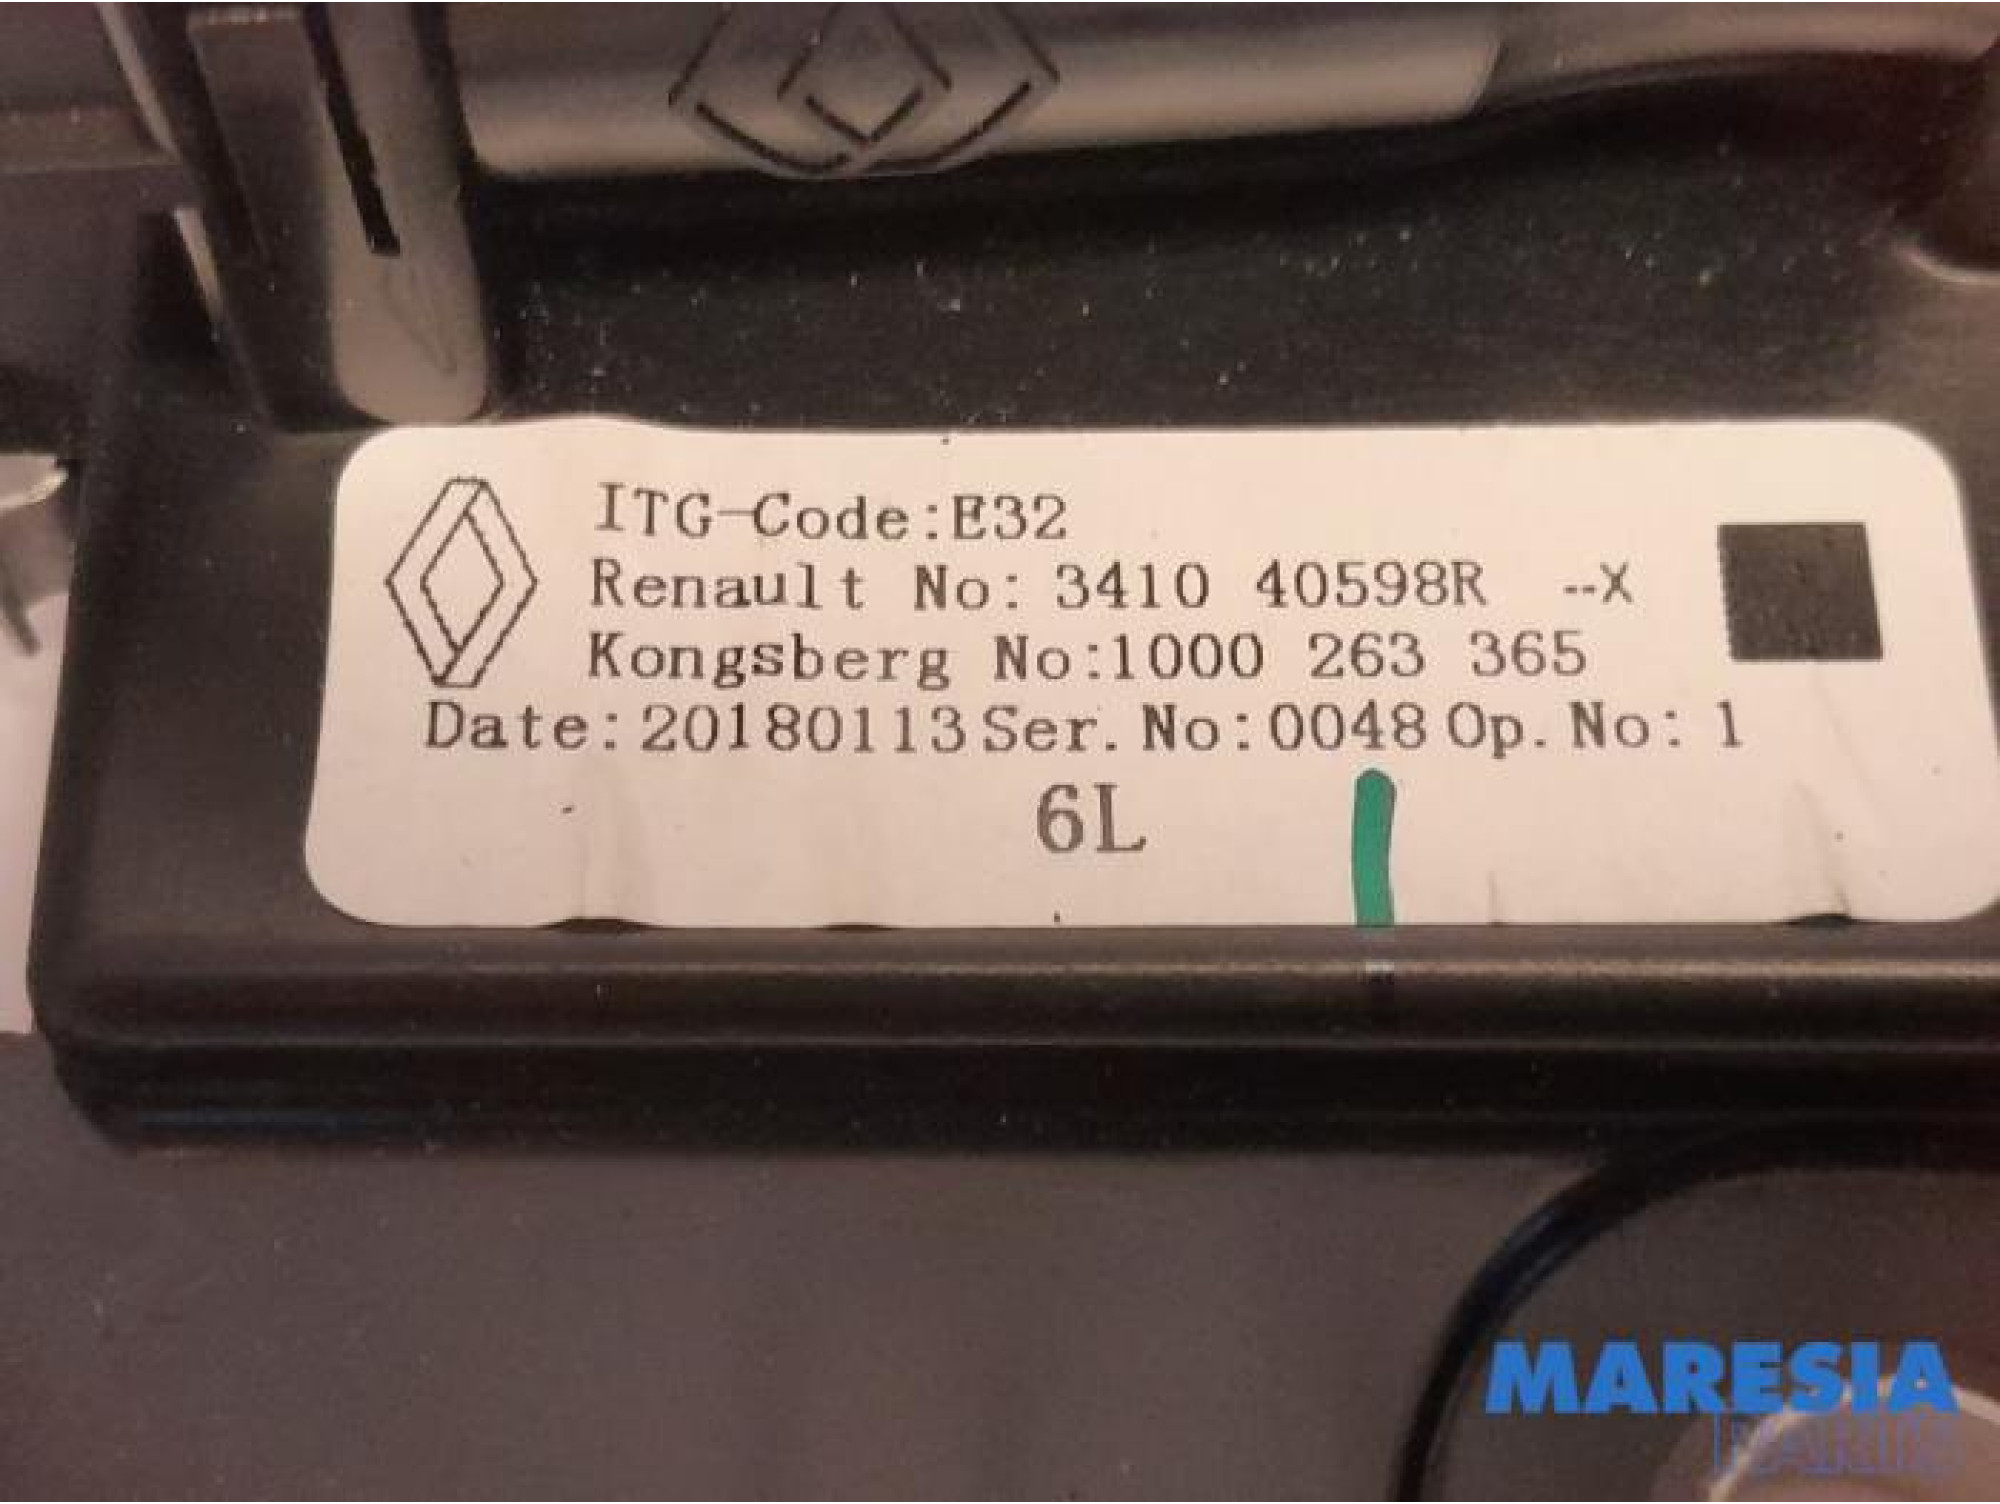 ITG-Code:E32
Renault No: 3410 40598R --X
Kongsberg No:1000 263 365
Date:20180113 Ser. No:0048 Op. No: 1
6L
MARESIA
PARTS